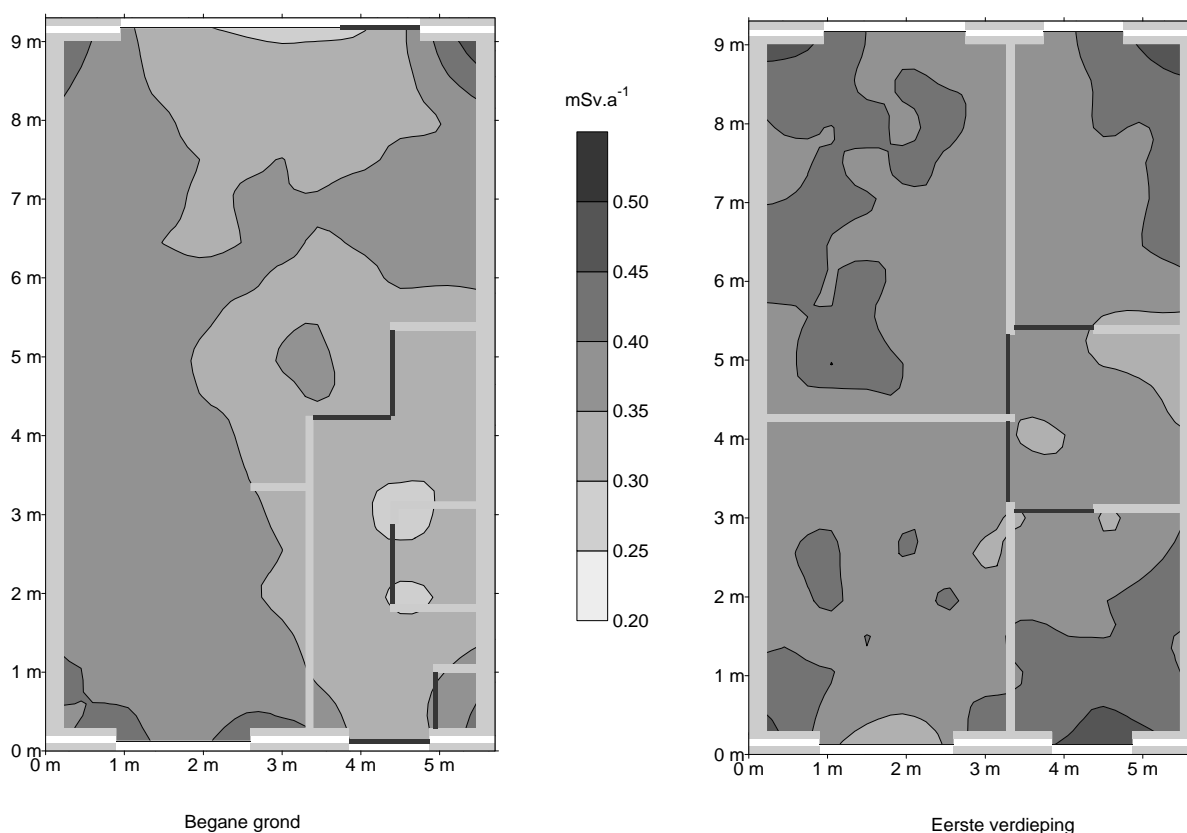 9 m
8 m
7 m
6 m
5 m
4 m
3 m
2 m
1 m
0 m
0 m 1 m 2 m 3 m 4 m 5 m
Begane grond
mSv.a⁻¹
0.50
0.45
0.40
0.35
0.30
0.25
0.20
9 m
8 m
7 m
6 m
5 m
4 m
3 m
2 m
1 m
0 m
0 m 1 m 2 m 3 m 4 m 5 m
Eerste verdieping